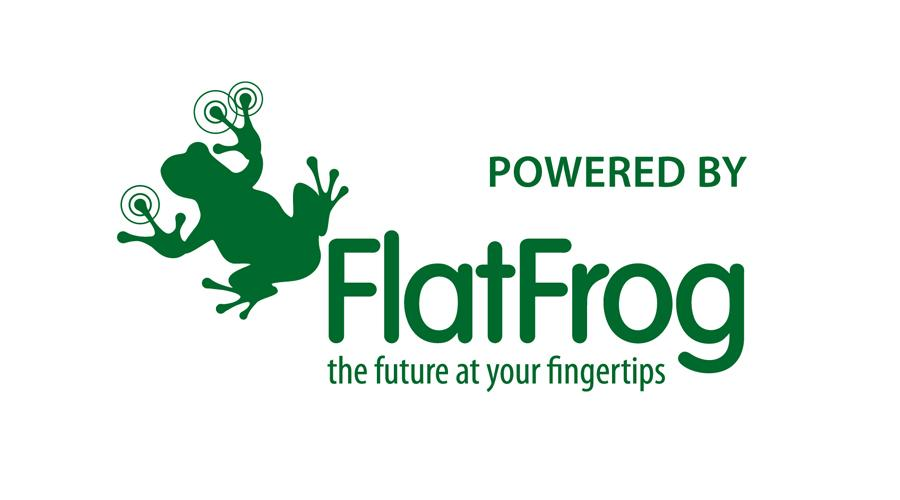 POWERED BY
FlatFrog
the future at your fingertips